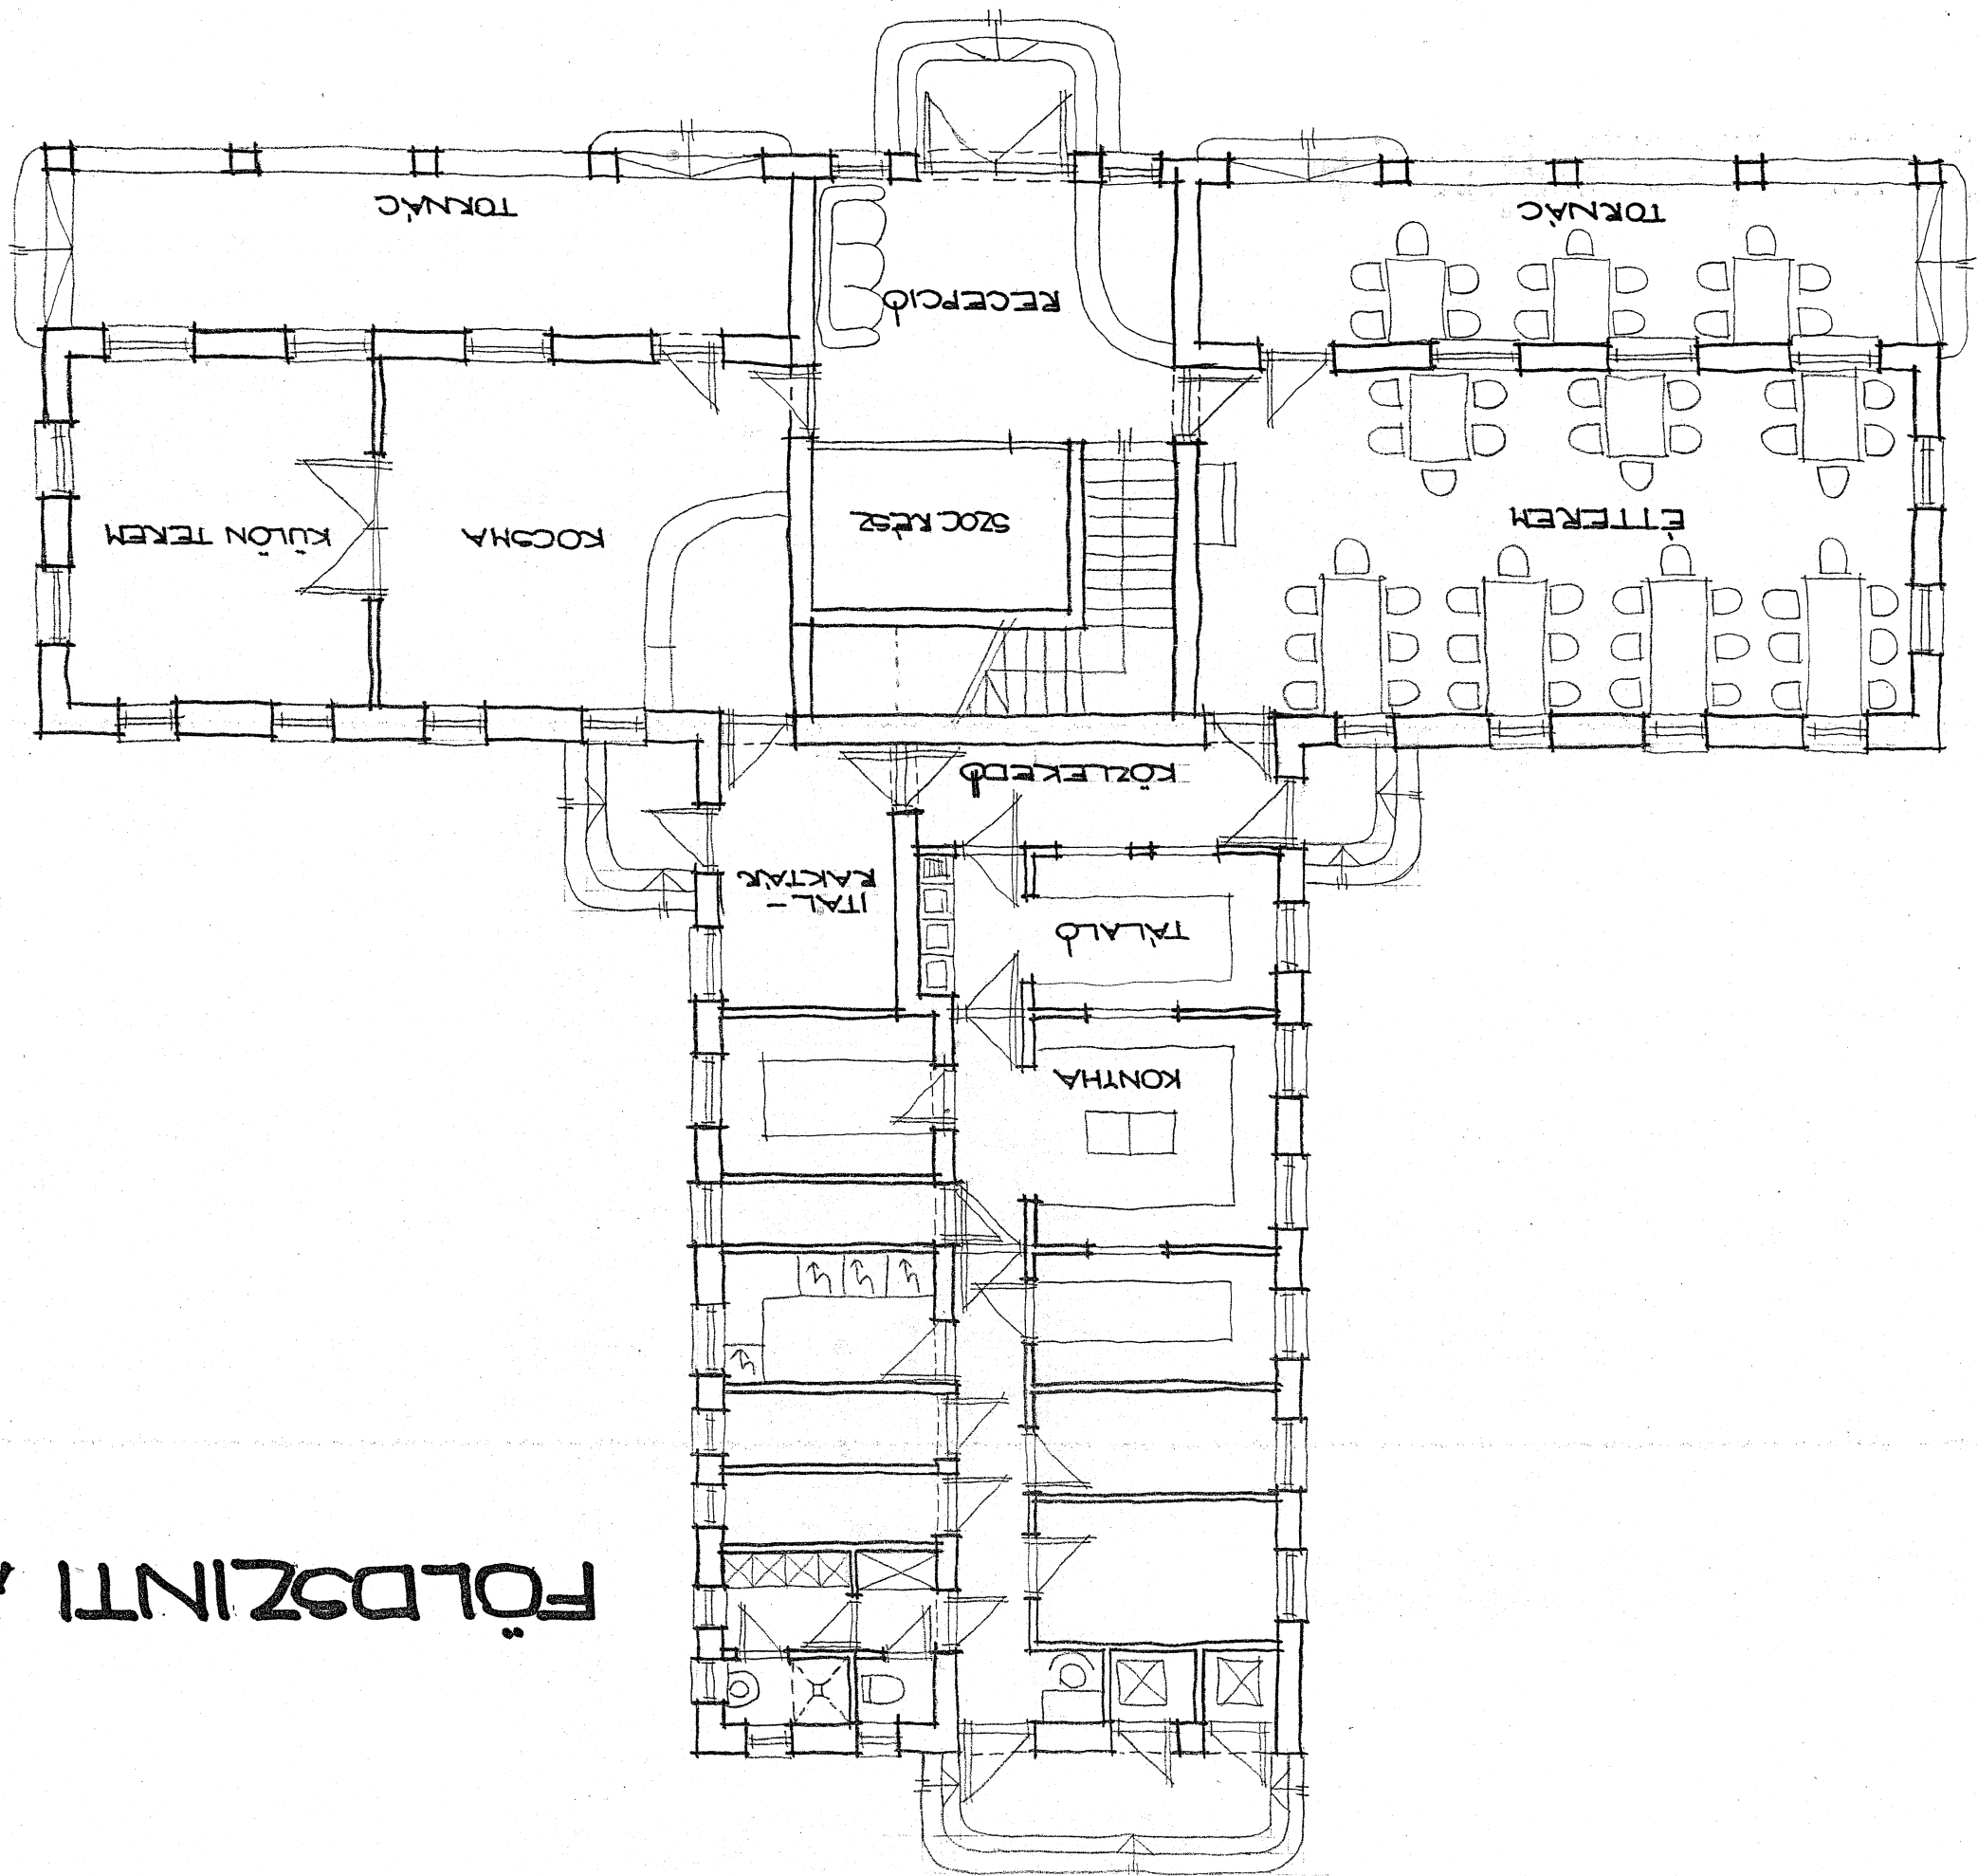 FÖLDSZINTI
KONYHA
TÁLALÓ
ITAL-
RAKTÁR
KÖZLEKEDŐ
ÉTTEREM
SZOC RÉSZ
KOCSMA
KÜLÖN TEREM
RECEPCIÓ
TORNÁC
TORNÁC